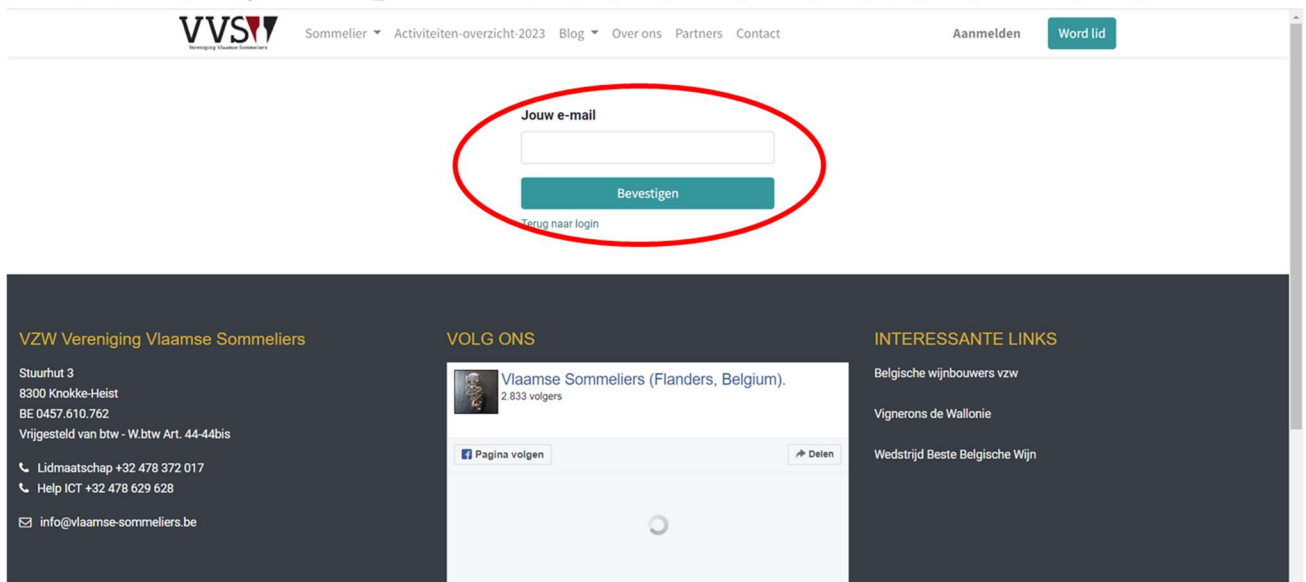 VVS
Vereniging Vlaamse Sommeliers
Sommelier Activiteiten-overzicht-2023 Blog Over ons Partners Contact Aanmelden Word lid
Jouw e-mail
Bevestigen
Terug naar login
VZW Vereniging Vlaamse Sommeliers
Stuurhut 3
8300 Knokke-Heist
BE 0457.610.762
Vrijgesteld van btw - W.btw Art. 44-44bis
Lidmaatschap +32 478 372 017
Help ICT +32 478 629 628
info@vlaamse-sommeliers.be
VOLG ONS
Vlaamse Sommeliers (Flanders, Belgium).
2.833 volgers
Pagina volgen Delen
INTERESSANTE LINKS
Belgische wijnbouwers vzw
Vignerons de Wallonie
Wedstrijd Beste Belgische Wijn